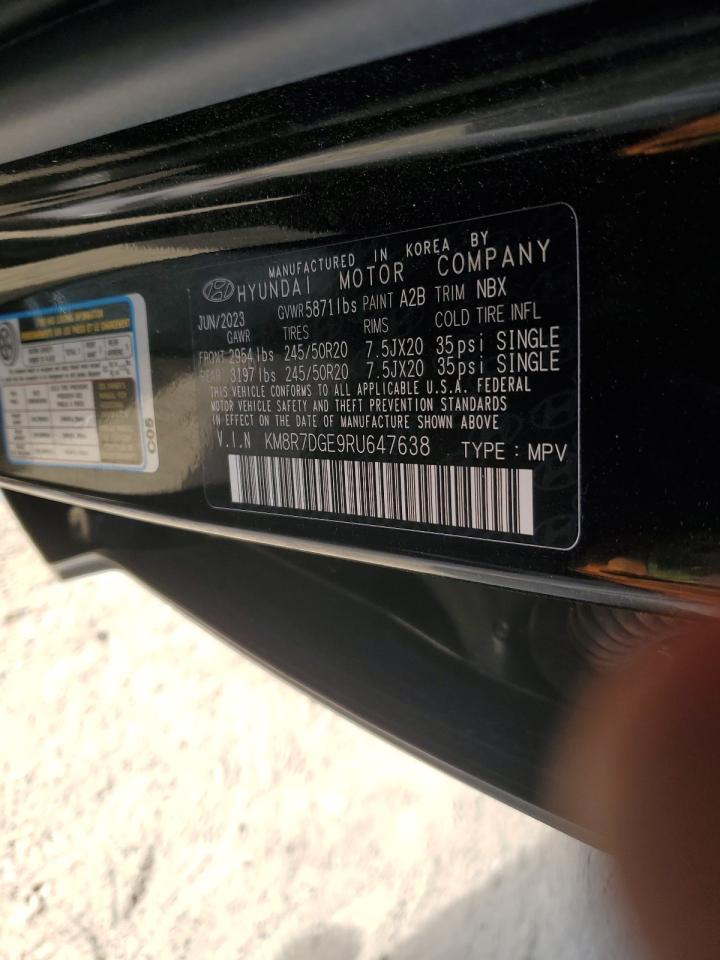 MANUFACTURED IN KOREA BY
HYUNDAI MOTOR COMPANY
JUN/2023 GVWR 5871lbs PAINT A2B TRIM NBX
GAWR TIRES RIMS COLD TIRE INFL
FRONT 2954lbs 245/50R20 7.5JX20 35psi SINGLE
REAR 3197lbs 245/50R20 7.5JX20 35psi SINGLE
THIS VEHICLE CONFORMS TO ALL APPLICABLE U.S.A. FEDERAL
MOTOR VEHICLE SAFETY AND THEFT PREVENTION STANDARDS
IN EFFECT ON THE DATE OF MANUFACTURE SHOWN ABOVE
V.I.N KM8R7DGE9RU647638 TYPE : MPV
C05